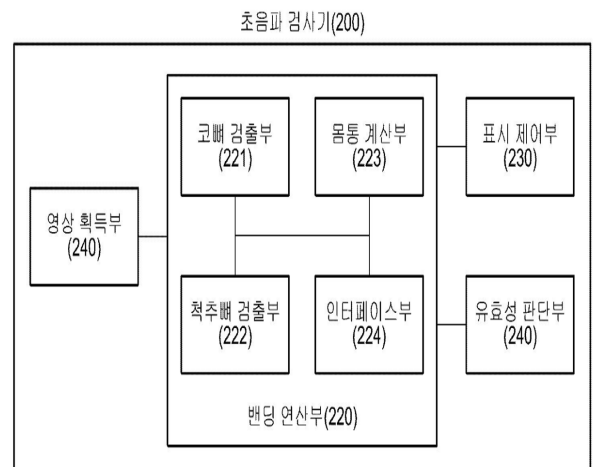 초음파 검사기(200)
코뼈 검출부
(221)
몸통 계산부
(223)
표시 제어부
(230)
영상 획득부
(240)
척추뼈 검출부
(222)
인터페이스부
(224)
유효성 판단부
(240)
밴딩 연산부(220)